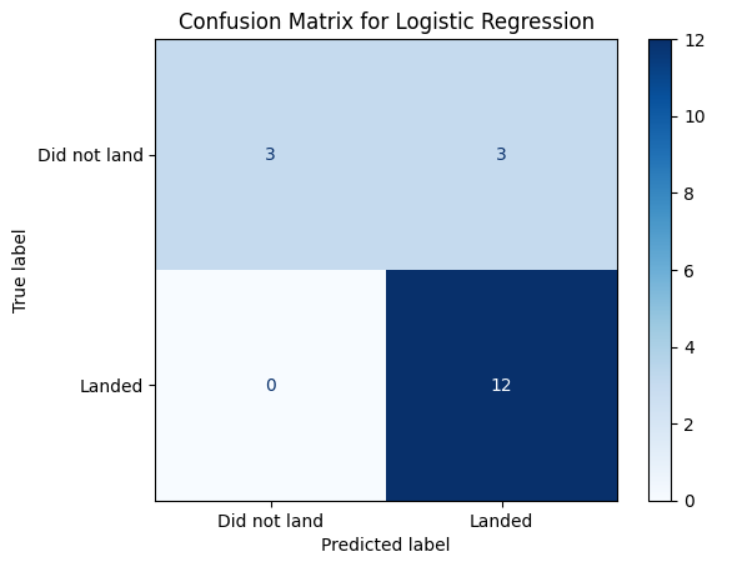 Confusion Matrix for Logistic Regression
True label
Did not land
3 3
Landed
0 12
Did not land Landed
Predicted label
12
10
8
6
4
2
0